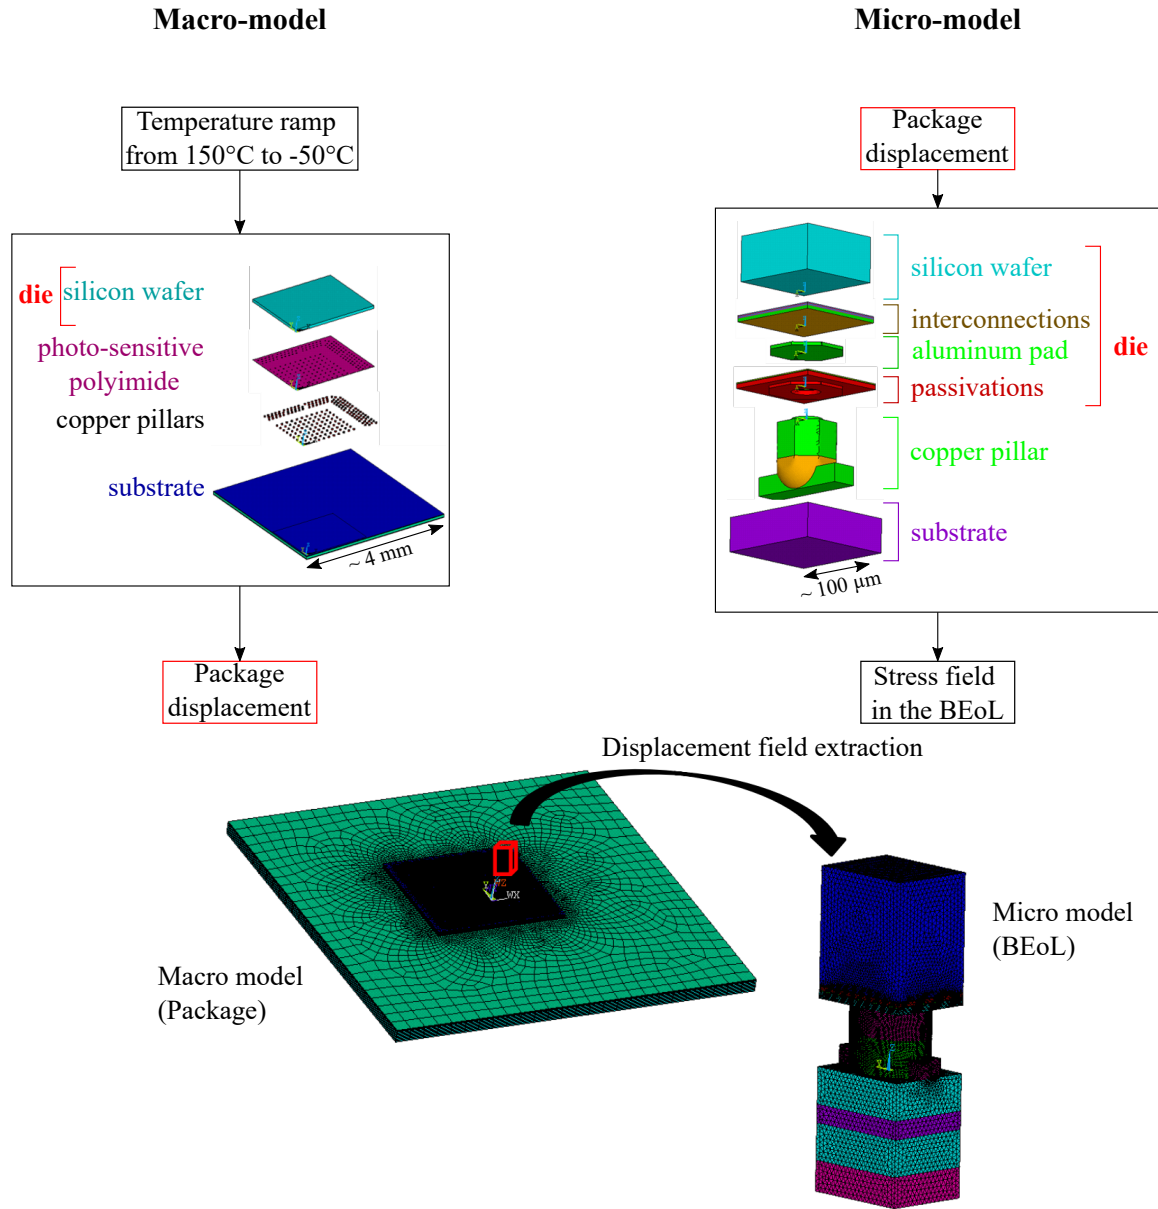 Macro-model
Micro-model
Temperature ramp
from 150°C to -50°C
Package
displacement
die
silicon wafer
photo-sensitive
polyimide
copper pillars
substrate
~ 4 mm
silicon wafer
interconnections
aluminum pad
die
passivations
copper pillar
substrate
~ 100 µm
Package
displacement
Stress field
in the BEoL
Displacement field extraction
WX
Macro model
(Package)
Micro model
(BEoL)